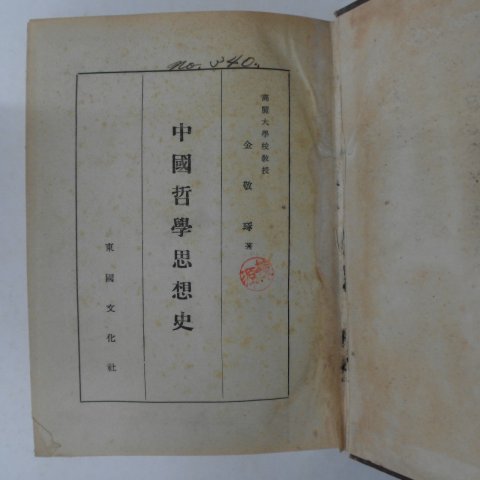 no. 340.
高麗大學校敎授
金敬琢 著
中國哲學思想史
東國文化社